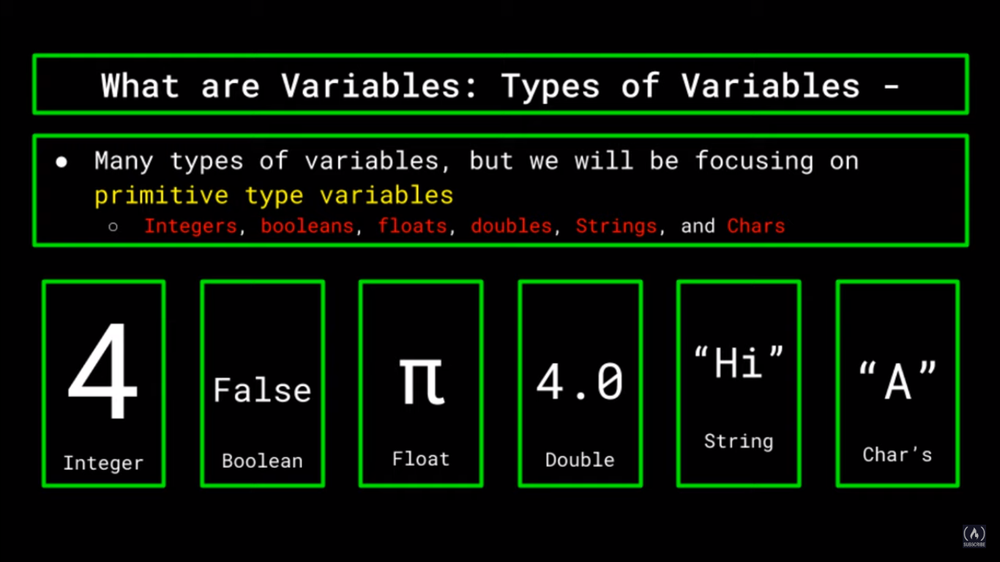 What are Variables: Types of Variables -
● Many types of variables, but we will be focusing on
primitive type variables
○ Integers, booleans, floats, doubles, Strings, and Chars
4
Integer
False
Boolean
π
Float
4.0
Double
“Hi”
String
“A”
Char’s
SUBSCRIBE